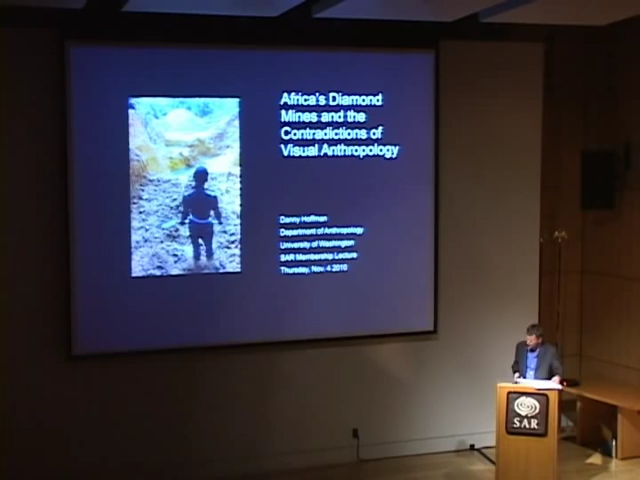 Africa's Diamond
Mines and the
Contradictions of
Visual Anthropology
Danny Hoffman
Department of Anthropology
University of Washington
SAR Membership Lecture
Thursday, Nov. 4 2010
SAR